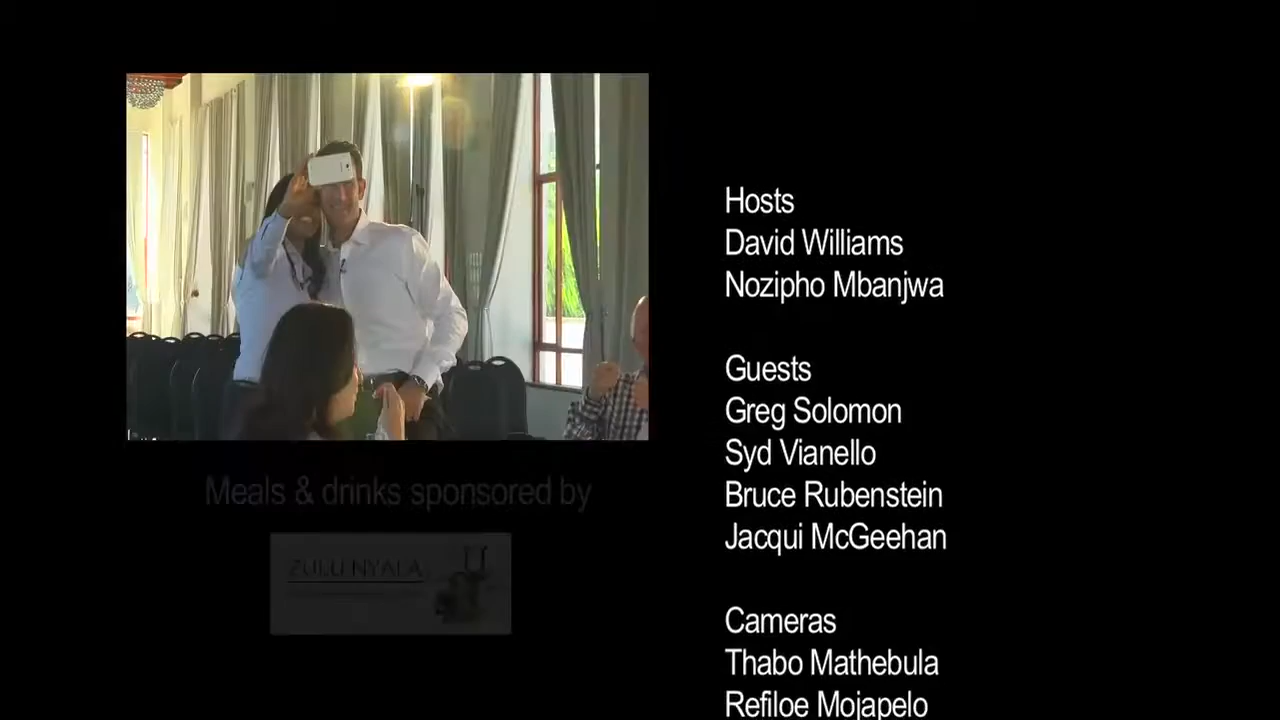 Hosts
David Williams
Nozipho Mbanjwa
Guests
Greg Solomon
Syd Vianello
Bruce Rubenstein
Jacqui McGeehan
Cameras
Thabo Mathebula
Refiloe Mojapelo
Meals & drinks sponsored by
ZULU NYALA